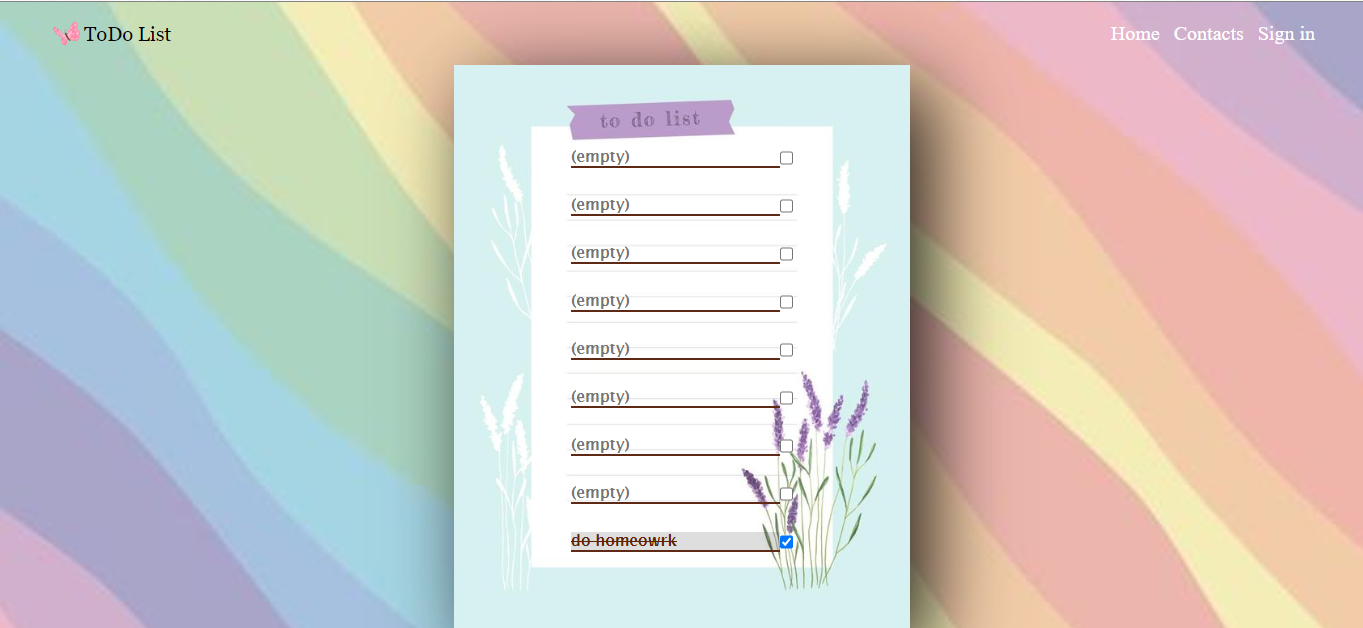 ToDo List
Home Contacts Sign in
to do list
(empty)
(empty)
(empty)
(empty)
(empty)
(empty)
(empty)
(empty)
do homeowrk